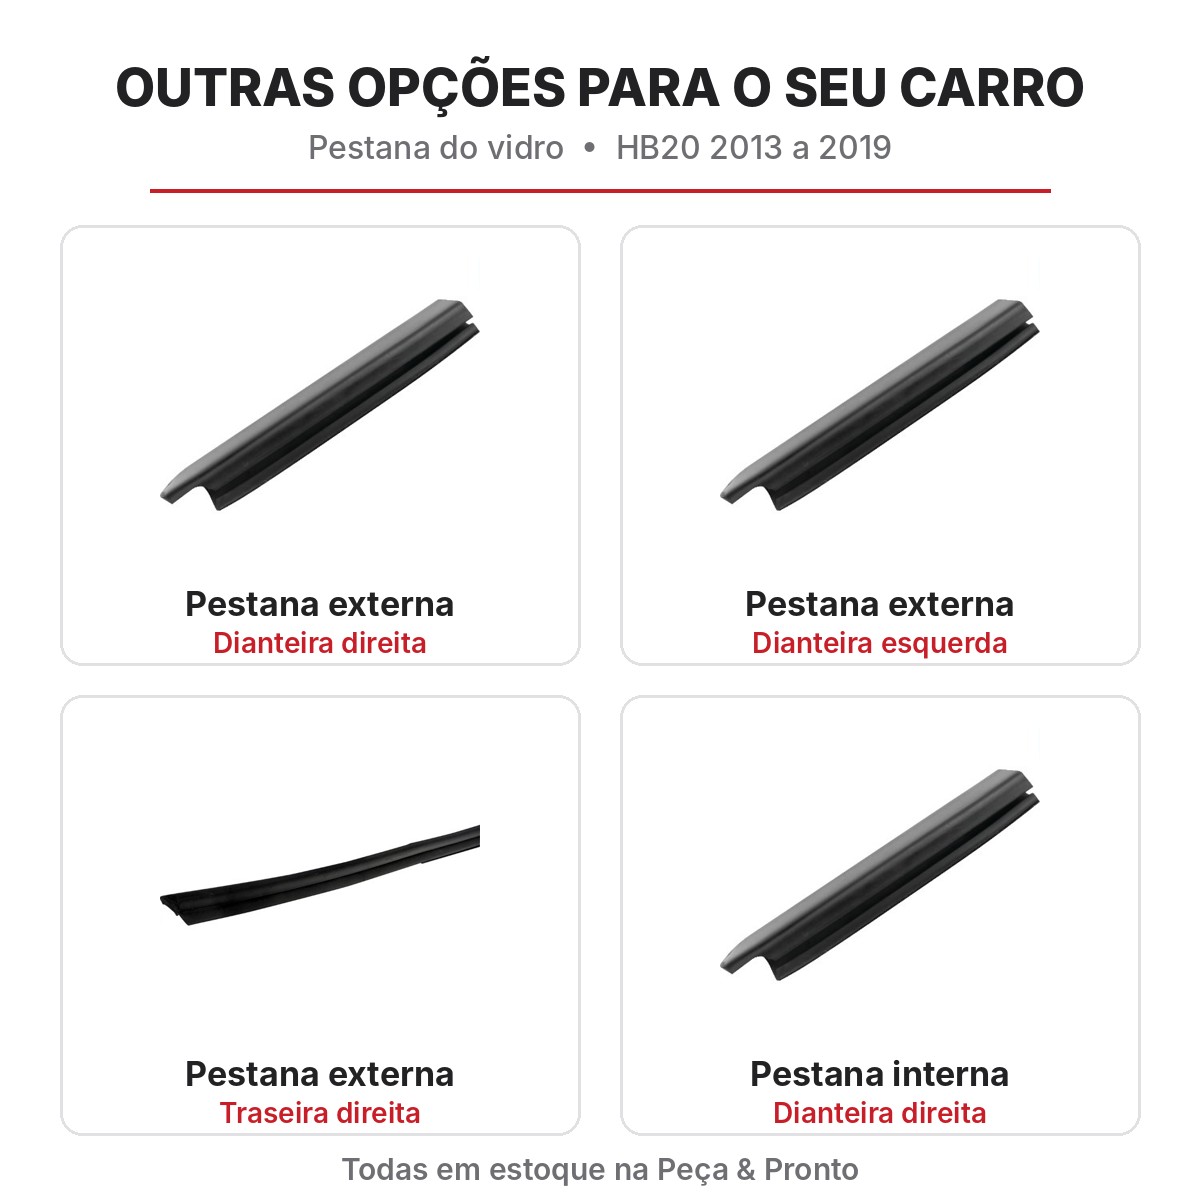 OUTRAS OPÇÕES PARA O SEU CARRO
Pestana do vidro • HB20 2013 a 2019
Pestana externa
Dianteira direita
Pestana externa
Dianteira esquerda
Pestana externa
Traseira direita
Pestana interna
Dianteira direita
Todas em estoque na Peça & Pronto